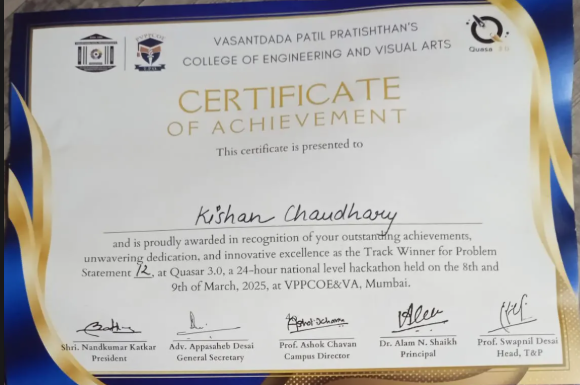 VASANTDADA PATIL PRATISHTHAN'S
COLLEGE OF ENGINEERING AND VISUAL ARTS
Quasar 3.0
CERTIFICATE
OF ACHIEVEMENT
This certificate is presented to
Kishan Chaudhary
and is proudly awarded in recognition of your outstanding achievements,
unwavering dedication, and innovative excellence as the Track Winner for Problem
Statement 12, at Quasar 3.0, a 24-hour national level hackathon held on the 8th and
9th of March, 2025, at VPPCOE&VA, Mumbai.
Shri. Nandkumar Katkar
President
Adv. Appasaheb Desai
General Secretary
Prof. Ashok Chavan
Campus Director
Dr. Alam N. Shaikh
Principal
Prof. Swapnil Desai
Head, T&P